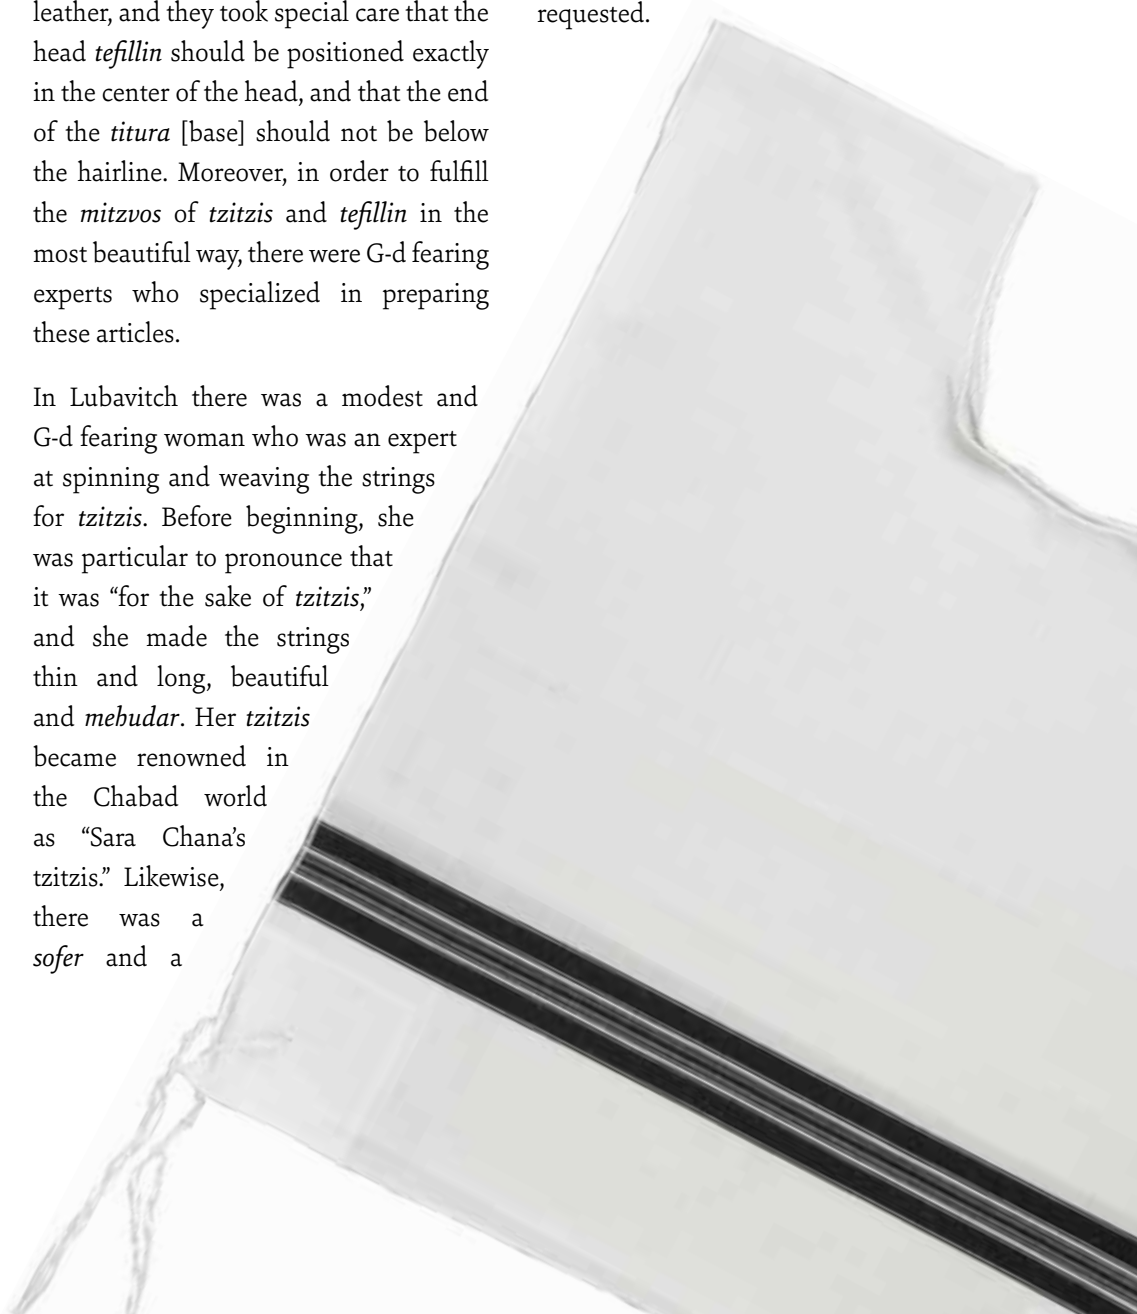 leather, and they took special care that the
head tefillin should be positioned exactly
in the center of the head, and that the end
of the titura [base] should not be below
the hairline. Moreover, in order to fulfill
the mitzvos of tzitzis and tefillin in the
most beautiful way, there were G-d fearing
experts who specialized in preparing
these articles.
In Lubavitch there was a modest and
G-d fearing woman who was an expert
at spinning and weaving the strings
for tzitzis. Before beginning, she
was particular to pronounce that
it was “for the sake of tzitzis,”
and she made the strings
thin and long, beautiful
and mehudar. Her tzitzis
became renowned in
the Chabad world
as “Sara Chana’s
tzitzis.” Likewise,
there was a
sofer and a
requested.